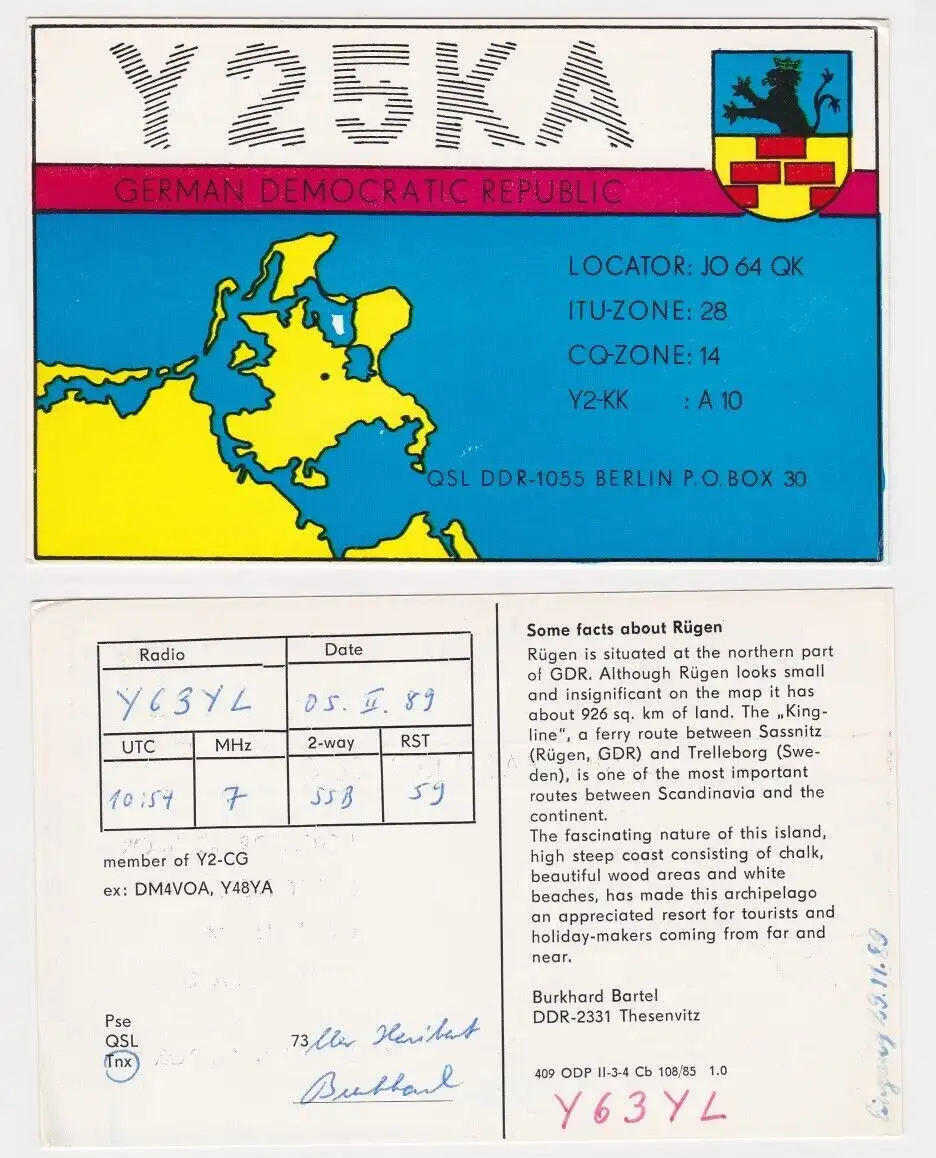 Y25KA
GERMAN DEMOCRATIC REPUBLIC
LOCATOR: JO 64 QK
ITU-ZONE: 28
CQ-ZONE: 14
Y2-KK : A 10
QSL DDR-1055 BERLIN P.O.BOX 30
Radio Date
Y63YL 05. II. 89
UTC MHz 2-way RST
10:54 7 SSB 59
member of Y2-CG
ex: DM4VOA, Y48YA
Pse
QSL
Tnx
73 Heribert
Burkhard
Some facts about Rügen
Rügen is situated at the northern part
of GDR. Although Rügen looks small
and insignificant on the map it has
about 926 sq. km of land. The „King-
line“, a ferry route between Sassnitz
(Rügen, GDR) and Trelleborg (Swe-
den), is one of the most important
routes between Scandinavia and the
continent.
The fascinating nature of this island,
high steep coast consisting of chalk,
beautiful wood areas and white
beaches, has made this archipelago
an appreciated resort for tourists and
holiday-makers coming from far and
near.
Burkhard Bartel
DDR-2331 Thesenvitz
409 ODP II-3-4 Cb 108/85 1.0
Y63YL